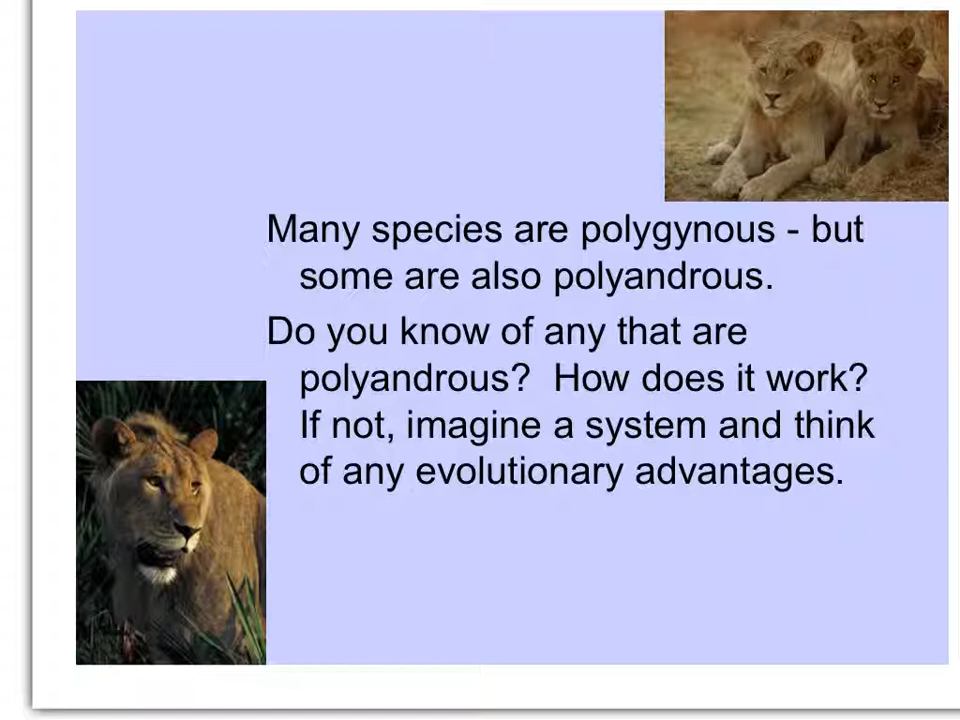 Many species are polygynous - but
some are also polyandrous.
Do you know of any that are
polyandrous?  How does it work?
If not, imagine a system and think
of any evolutionary advantages.